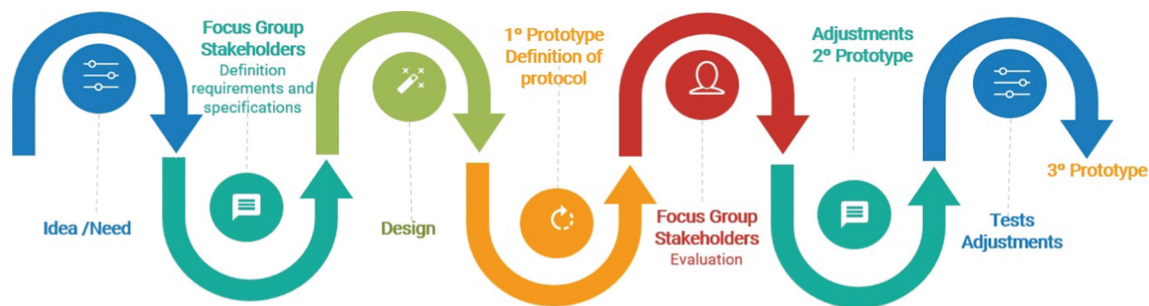 Idea /Need
Focus Group
Stakeholders
Definition
requirements and
specifications
Design
1º Prototype
Definition of
protocol
Focus Group
Stakeholders
Evaluation
Adjustments
2º Prototype
Tests
Adjustments
3º Prototype